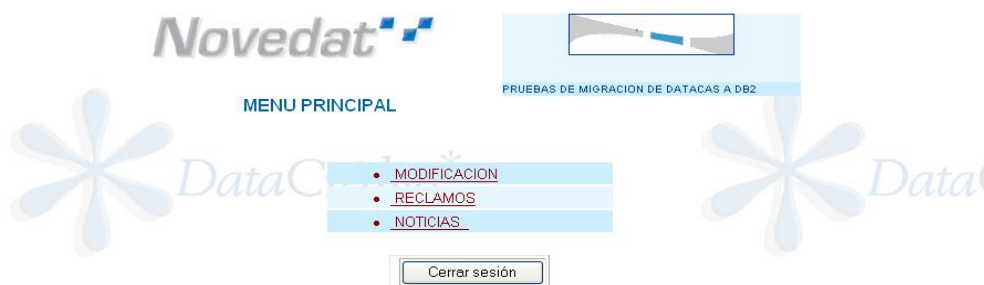 Novedat
PRUEBAS DE MIGRACION DE DATACAS A DB2
MENU PRINCIPAL
MODIFICACION
RECLAMOS
NOTICIAS
Cerrar sesión